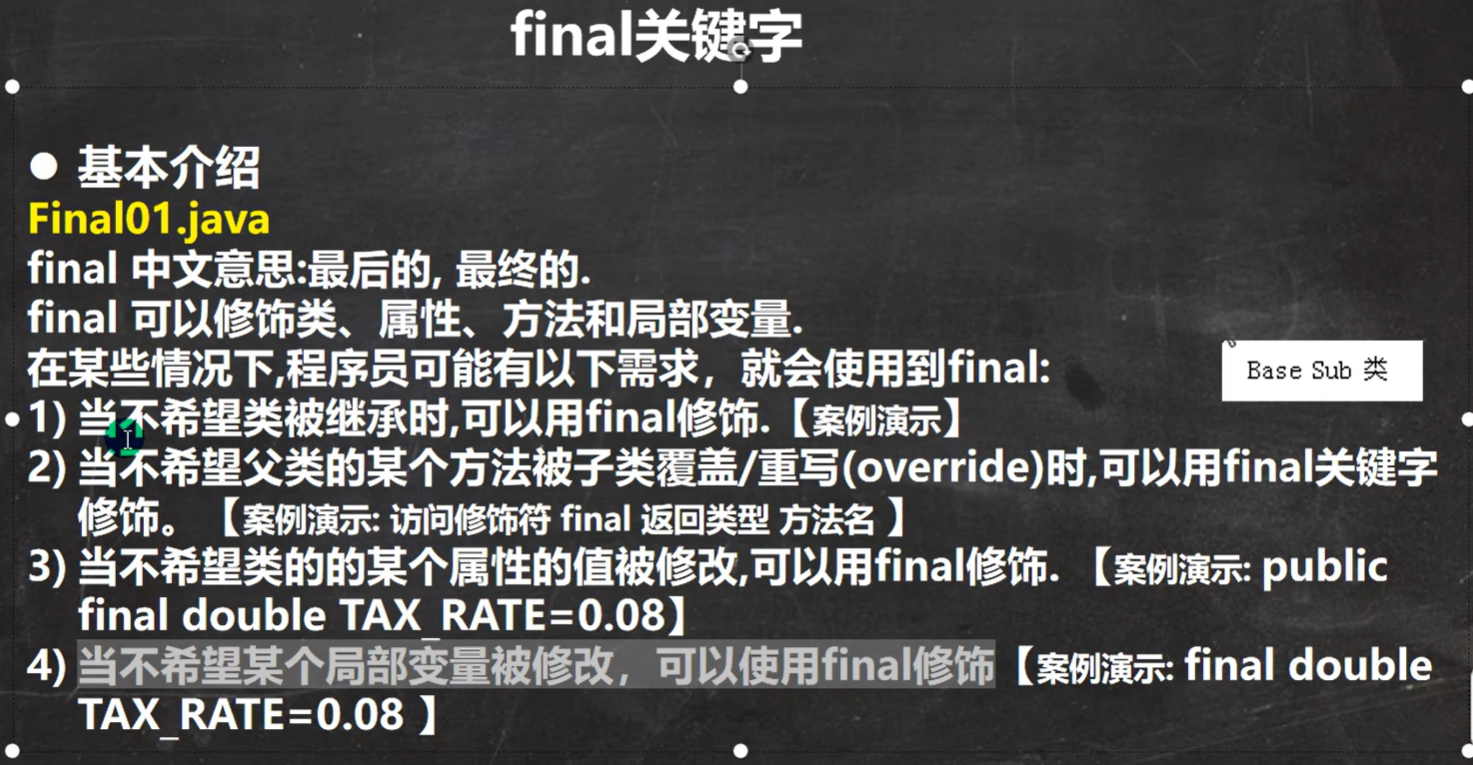 final关键字
● 基本介绍
Final01.java
final 中文意思:最后的, 最终的.
final 可以修饰类、属性、方法和局部变量.
在某些情况下,程序员可能有以下需求，就会使用到final:
Base Sub 类
1) 当不希望类被继承时,可以用final修饰.【案例演示】
2) 当不希望父类的某个方法被子类覆盖/重写(override)时,可以用final关键字
修饰。【案例演示: 访问修饰符 final 返回类型 方法名 】
3) 当不希望类的的某个属性的值被修改,可以用final修饰. 【案例演示: public
final double TAX_RATE=0.08】
4) 当不希望某个局部变量被修改，可以使用final修饰【案例演示: final double
TAX_RATE=0.08 】